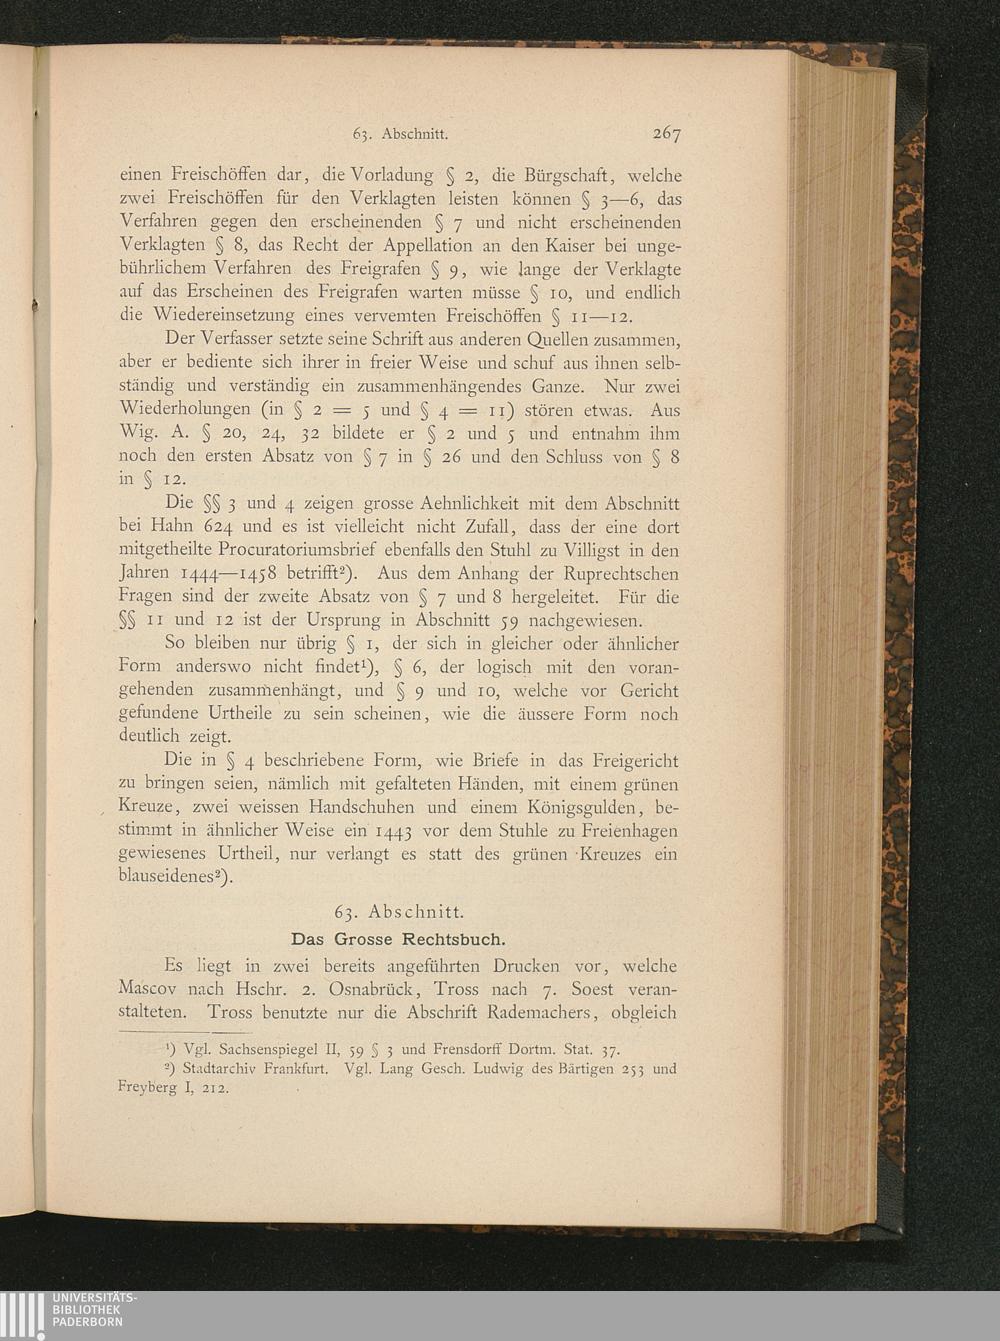 63. Abschnitt. 267
einen Freischöffen dar, die Vorladung § 2, die Bürgschaft, welche
zwei Freischöffen für den Verklagten leisten können § 3—6, das
Verfahren gegen den erscheinenden § 7 und nicht erscheinenden
Verklagten § 8, das Recht der Appellation an den Kaiser bei unge-
bührlichem Verfahren des Freigrafen § 9, wie lange der Verklagte
auf das Erscheinen des Freigrafen warten müsse § 10, und endlich
die Wiedereinsetzung eines vervemten Freischöffen § 11—12.
Der Verfasser setzte seine Schrift aus anderen Quellen zusammen,
aber er bediente sich ihrer in freier Weise und schuf aus ihnen selb-
ständig und verständig ein zusammenhängendes Ganze. Nur zwei
Wiederholungen (in § 2 = 5 und § 4 = 11) stören etwas. Aus
Wig. A. § 20, 24, 32 bildete er § 2 und 5 und entnahm ihm
noch den ersten Absatz von § 7 in § 26 und den Schluss von § 8
in § 12.
Die §§ 3 und 4 zeigen grosse Aehnlichkeit mit dem Abschnitt
bei Hahn 624 und es ist vielleicht nicht Zufall, dass der eine dort
mitgetheilte Procuratoriumsbrief ebenfalls den Stuhl zu Villigst in den
Jahren 1444—1458 betrifft²). Aus dem Anhang der Ruprechtschen
Fragen sind der zweite Absatz von § 7 und 8 hergeleitet. Für die
§§ 11 und 12 ist der Ursprung in Abschnitt 59 nachgewiesen.
So bleiben nur übrig § 1, der sich in gleicher oder ähnlicher
Form anderswo nicht findet¹), § 6, der logisch mit den voran-
gehenden zusammenhängt, und § 9 und 10, welche vor Gericht
gefundene Urtheile zu sein scheinen, wie die äussere Form noch
deutlich zeigt.
Die in § 4 beschriebene Form, wie Briefe in das Freigericht
zu bringen seien, nämlich mit gefalteten Händen, mit einem grünen
Kreuze, zwei weissen Handschuhen und einem Königsgulden, be-
stimmt in ähnlicher Weise ein 1443 vor dem Stuhle zu Freienhagen
gewiesenes Urtheil, nur verlangt es statt des grünen Kreuzes ein
blauseidenes²).
63. Abschnitt.
Das Grosse Rechtsbuch.
Es liegt in zwei bereits angeführten Drucken vor, welche
Mascov nach Hschr. 2. Osnabrück, Tross nach 7. Soest veran-
stalteten. Tross benutzte nur die Abschrift Rademachers, obgleich
¹) Vgl. Sachsenspiegel II, 59 § 3 und Frensdorff Dortm. Stat. 37.
²) Stadtarchiv Frankfurt. Vgl. Lang Gesch. Ludwig des Bärtigen 253 und
Freyberg I, 212.
UNIVERSITÄTS-
BIBLIOTHEK
PADERBORN